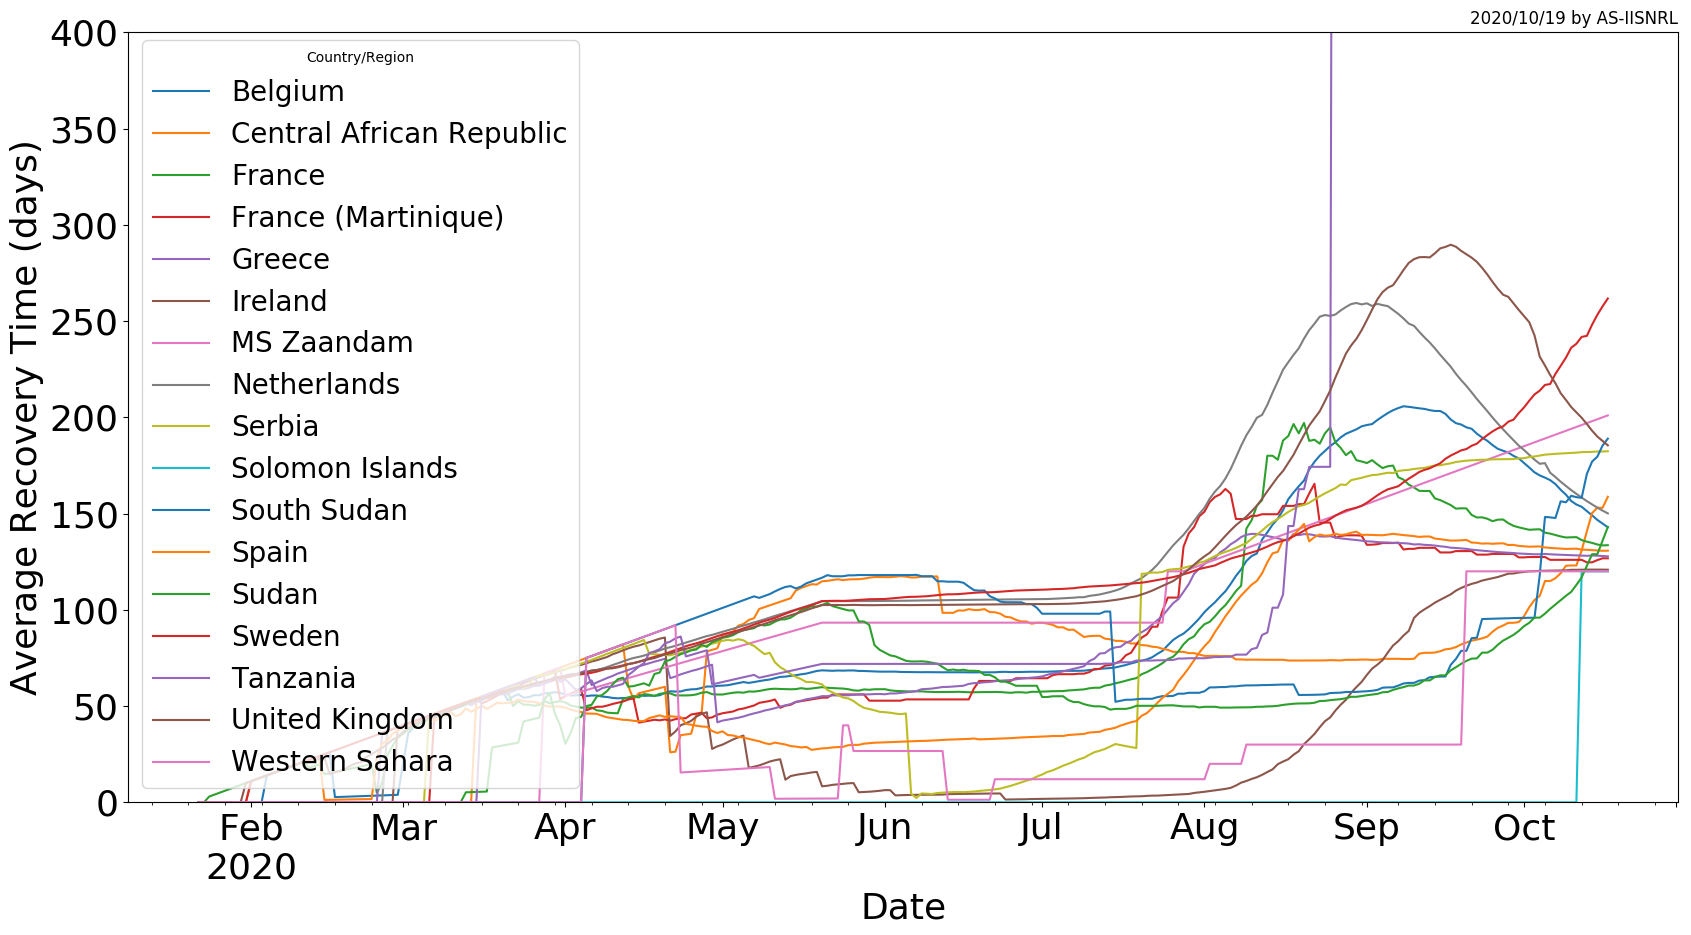 2020/10/19 by AS-IISNRL
400
350
300
250
200
150
100
50
0
Average Recovery Time (days)
Country/Region
Belgium
Central African Republic
France
France (Martinique)
Greece
Ireland
MS Zaandam
Netherlands
Serbia
Solomon Islands
South Sudan
Spain
Sudan
Sweden
Tanzania
United Kingdom
Western Sahara
Feb Mar Apr May Jun Jul Aug Sep Oct
2020
Date